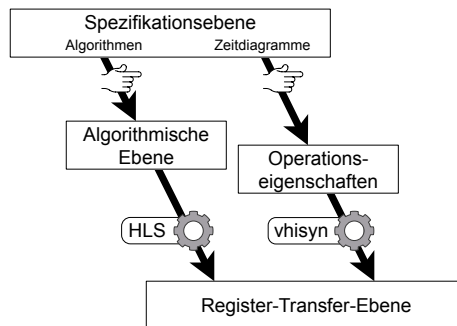 Spezifikationsebene
Algorithmen Zeitdiagramme
Algorithmische
Ebene
Operations-
eigenschaften
HLS vhisyn
Register-Transfer-Ebene